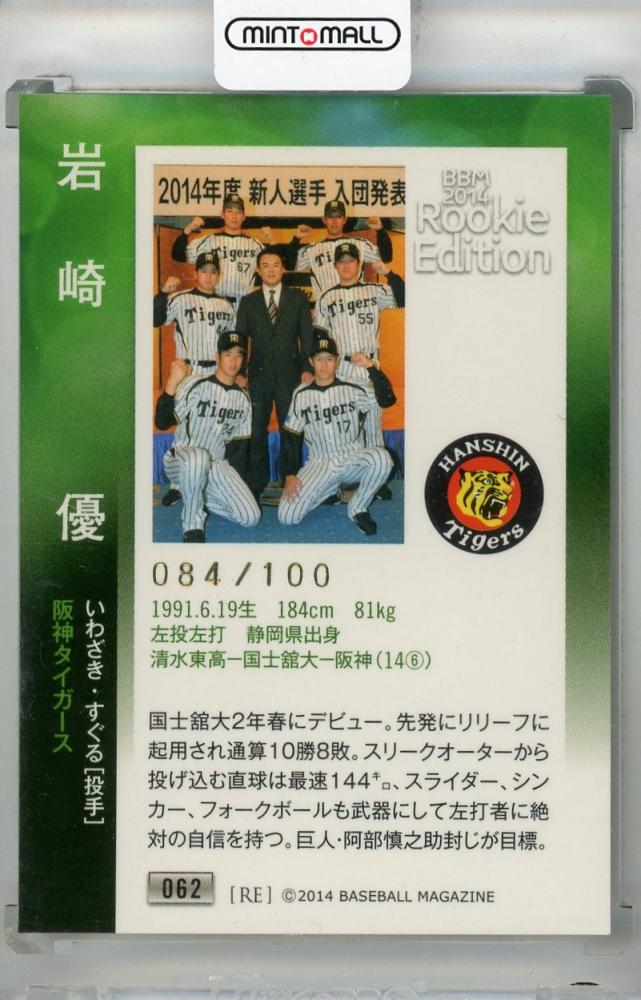 MINT MALL
岩崎 優
いわざき・すぐる[投手]
阪神タイガース
2014年度 新人選手 入団発表
Tigers
67
Tigers
Tigers
Tigers
55
Tigers
24
Tigers
17
BBM
2014
Rookie
Edition
HANSHIN
Tigers
084/100
1991.6.19生 184cm 81kg
左投左打 静岡県出身
清水東高ー国士舘大ー阪神(14⑥)
国士舘大2年春にデビュー。先発にリリーフに
起用され通算10勝8敗。スリークオーターから
投げ込む直球は最速144㌔、スライダー、シン
カー、フォークボールも武器にして左打者に絶
対の自信を持つ。巨人・阿部慎之助封じが目標。
062 [RE] ©2014 BASEBALL MAGAZINE